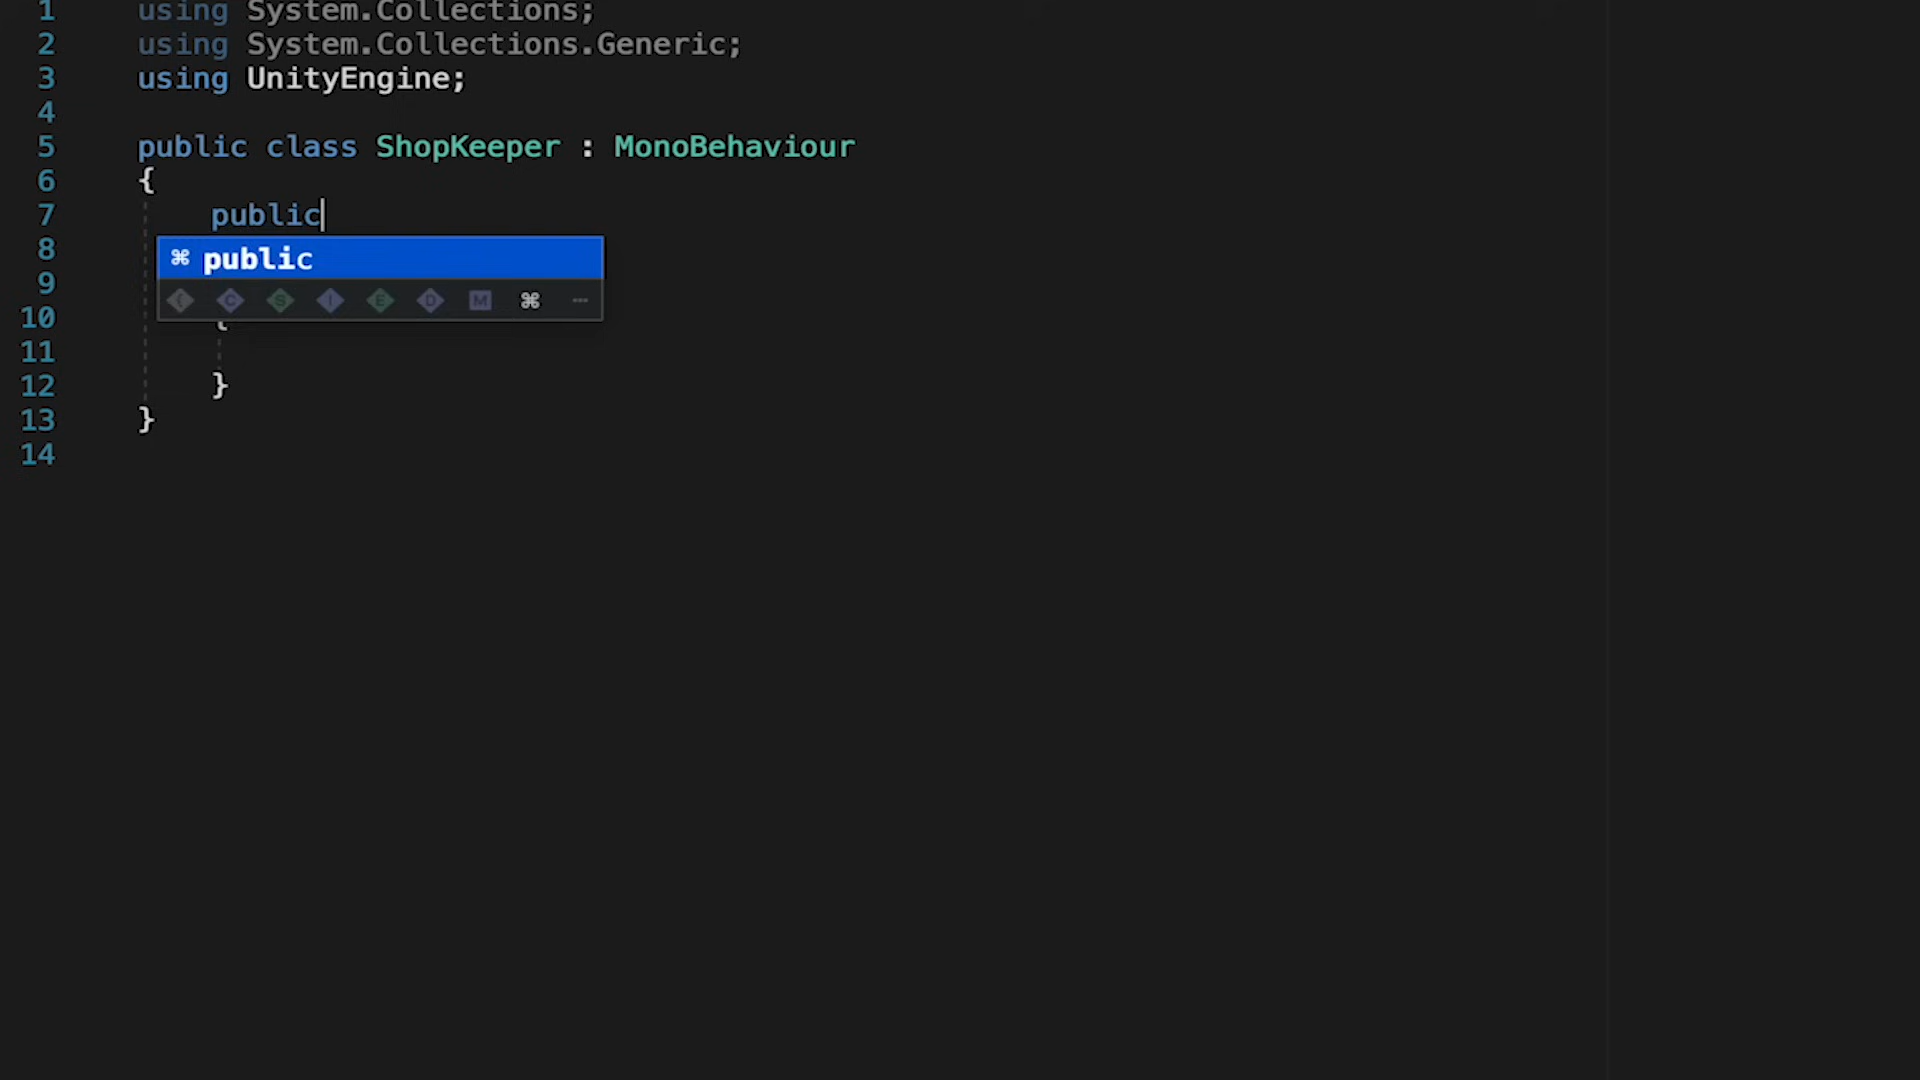 1 using System.Collections;
2 using System.Collections.Generic;
3 using UnityEngine;
4
5 public class ShopKeeper : MonoBehaviour
6 {
7 public
8 ⌘ public
9 { C S I E D M ⌘ ···
10 {
11
12 }
13 }
14